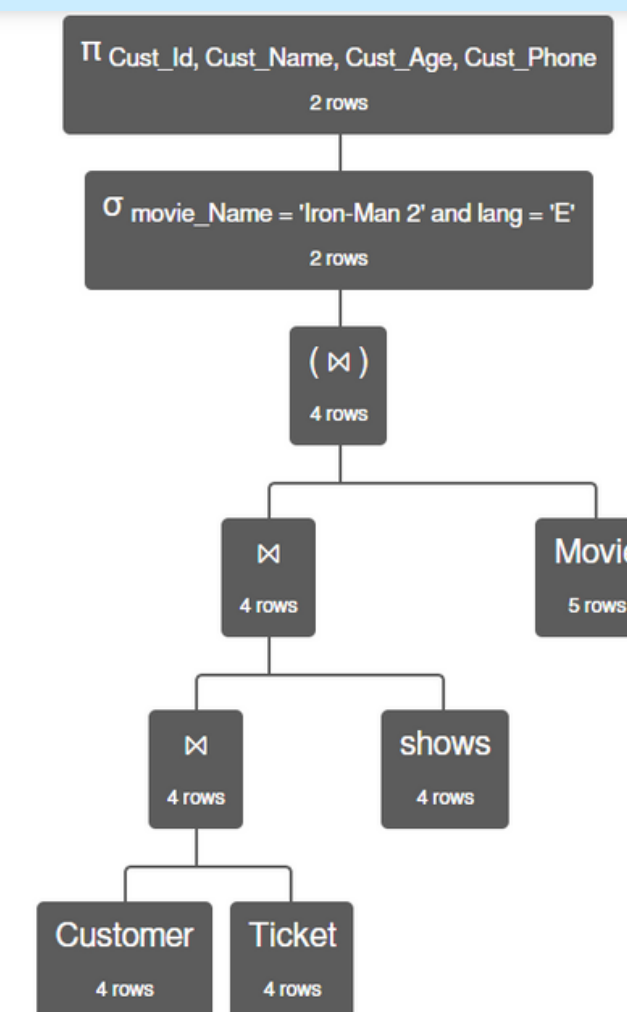 π Cust_Id, Cust_Name, Cust_Age, Cust_Phone
2 rows
σ movie_Name = 'Iron-Man 2' and lang = 'E'
2 rows
( ⋈ )
4 rows
⋈
4 rows
Movi
5 rows
⋈
4 rows
shows
4 rows
Customer
4 rows
Ticket
4 rows